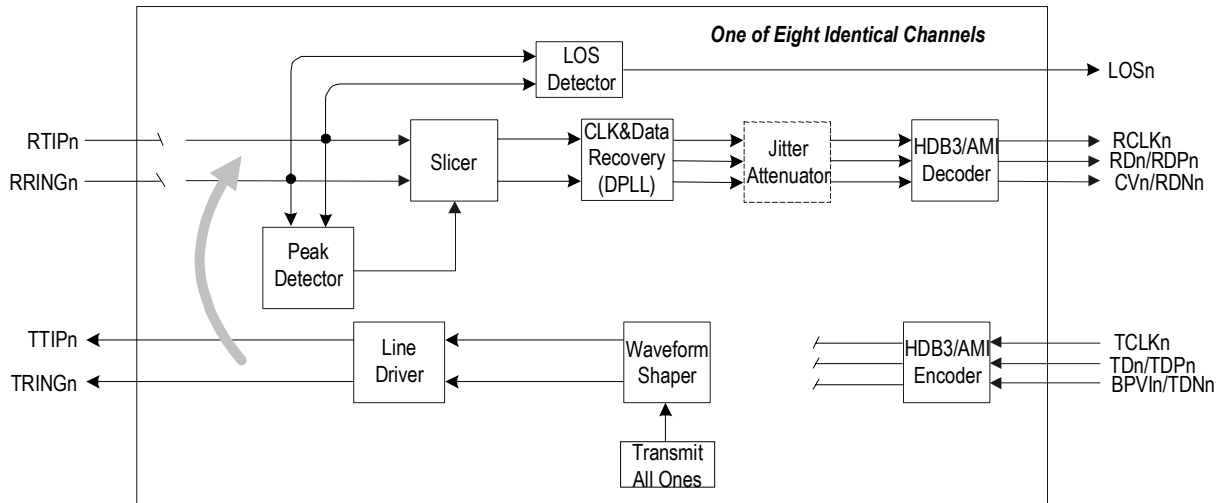 One of Eight Identical Channels
LOS
Detector
LOSn
RTIPn
RRINGn
Slicer
CLK&Data
Recovery
(DPLL)
Jitter
Attenuator
HDB3/AMI
Decoder
RCLKn
RDn/RDPn
CVn/RDNn
Peak
Detector
TTIPn
TRINGn
Line
Driver
Waveform
Shaper
HDB3/AMI
Encoder
TCLKn
TDn/TDPn
BPVIn/TDNn
Transmit
All Ones